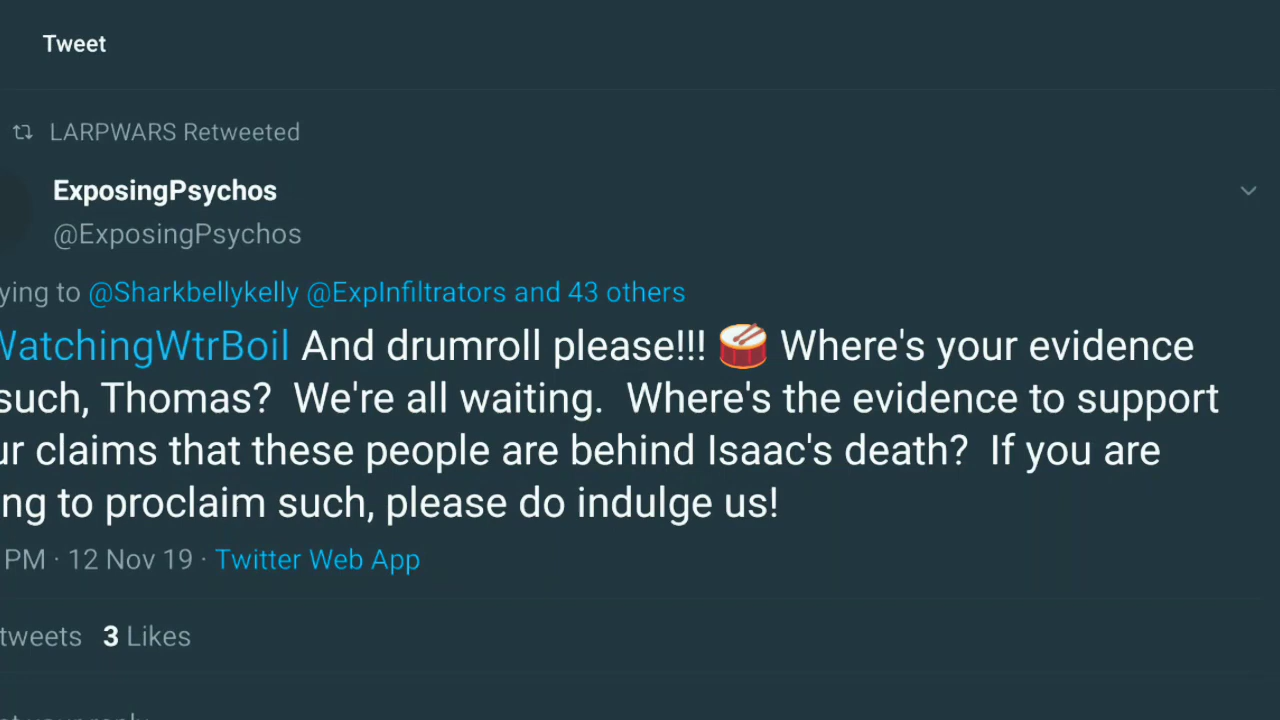 Tweet
LARPWARS Retweeted
ExposingPsychos
@ExposingPsychos
ying to @Sharkbellykelly @ExpInfiltrators and 43 others
WatchingWtrBoil And drumroll please!!! 🥁 Where's your evidence
such, Thomas? We're all waiting. Where's the evidence to support
ur claims that these people are behind Isaac's death? If you are
ng to proclaim such, please do indulge us!
PM · 12 Nov 19 · Twitter Web App
tweets 3 Likes